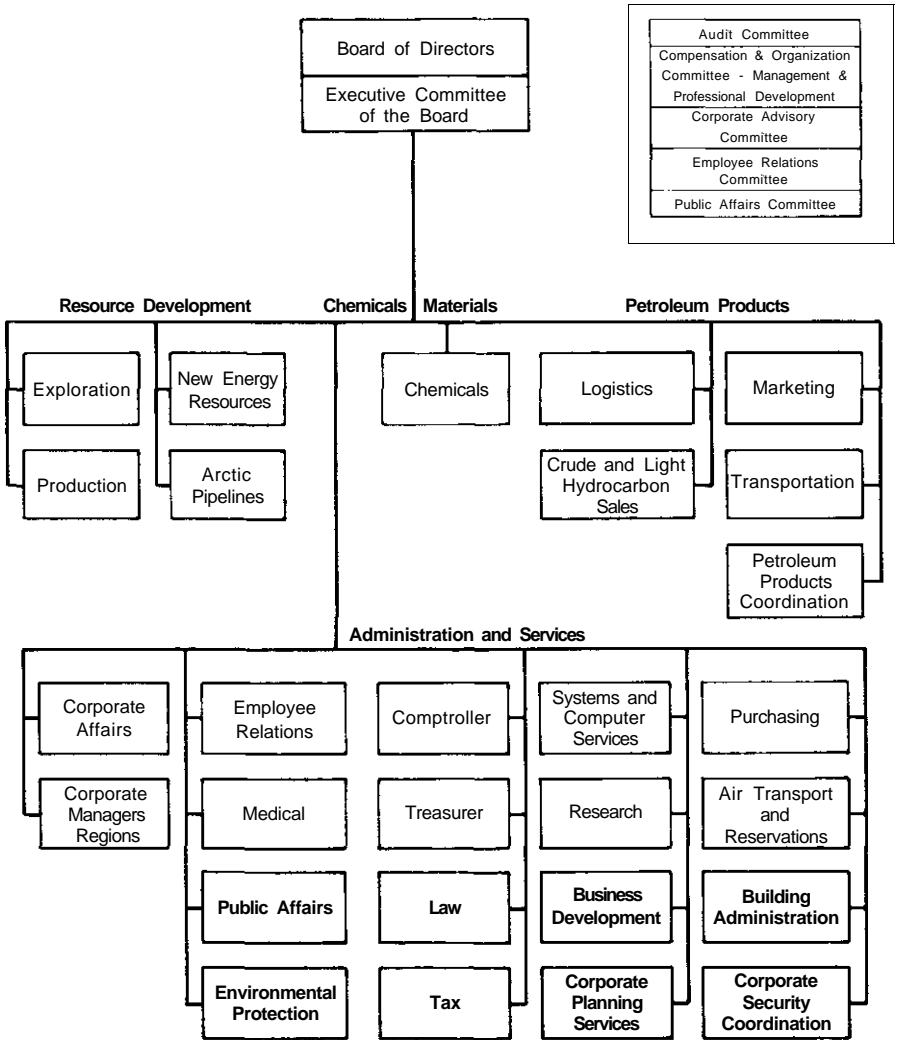 Board of Directors
Executive Committee
of the Board
Audit Committee
Compensation & Organization
Committee - Management &
Professional Development
Corporate Advisory
Committee
Employee Relations
Committee
Public Affairs Committee
Resource Development
Chemicals Materials
Petroleum Products
Exploration
New Energy
Resources
Chemicals
Logistics
Marketing
Production
Arctic
Pipelines
Crude and Light
Hydrocarbon
Sales
Transportation
Petroleum
Products
Coordination
Administration and Services
Corporate
Affairs
Employee
Relations
Comptroller
Systems and
Computer
Services
Purchasing
Corporate
Managers
Regions
Medical
Treasurer
Research
Air Transport
and
Reservations
Public Affairs
Law
Business
Development
Building
Administration
Environmental
Protection
Tax
Corporate
Planning
Services
Corporate
Security
Coordination